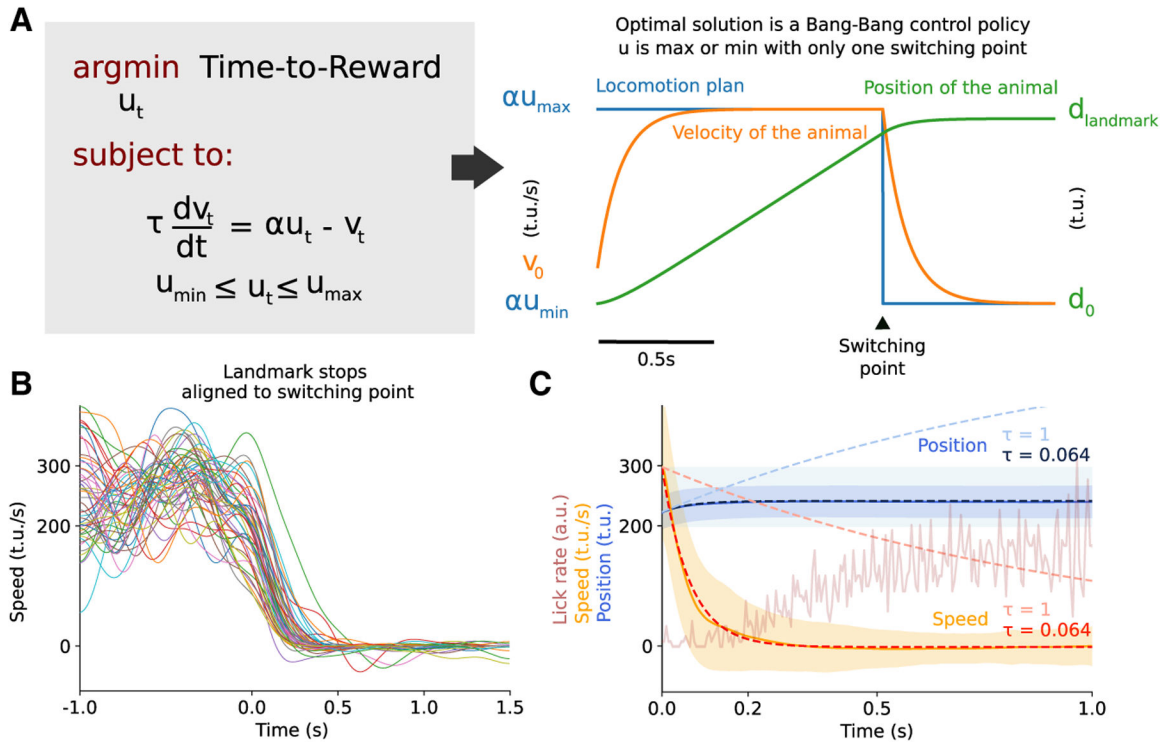 A
argmin Time-to-Reward
u_t
subject to:
τ dv_t/dt = αu_t - v_t
u_min ≤ u_t ≤ u_max
Optimal solution is a Bang-Bang control policy
u is max or min with only one switching point
αu_max
Locomotion plan
Position of the animal
Velocity of the animal
d_landmark
(t.u./s)
(t.u.)
v_0
αu_min
d_0
0.5s
Switching
point
B
Landmark stops
aligned to switching point
Speed (t.u./s)
300
200
0
-1.0
-0.5
0.0
0.5
1.0
1.5
Time (s)
C
Lick rate (a.u.)
Speed (t.u./s)
Position (t.u.)
300
200
0
Position
τ = 1
τ = 0.064
Speed
τ = 1
τ = 0.064
0.0
0.2
0.5
1.0
Time (s)